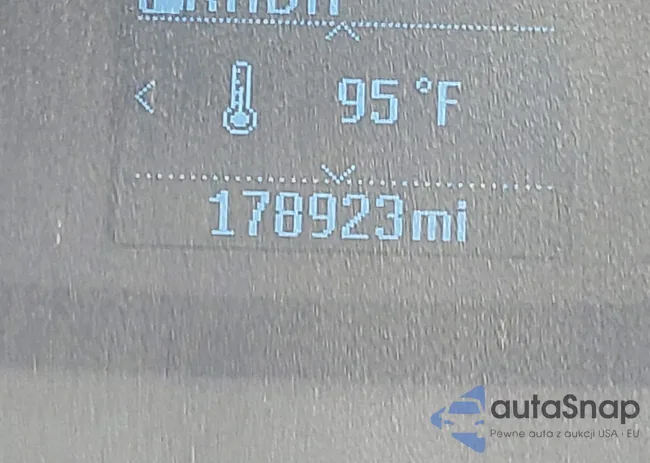 95°F
178923mi
autaSnap
Pewne auta z aukcji USA · EU